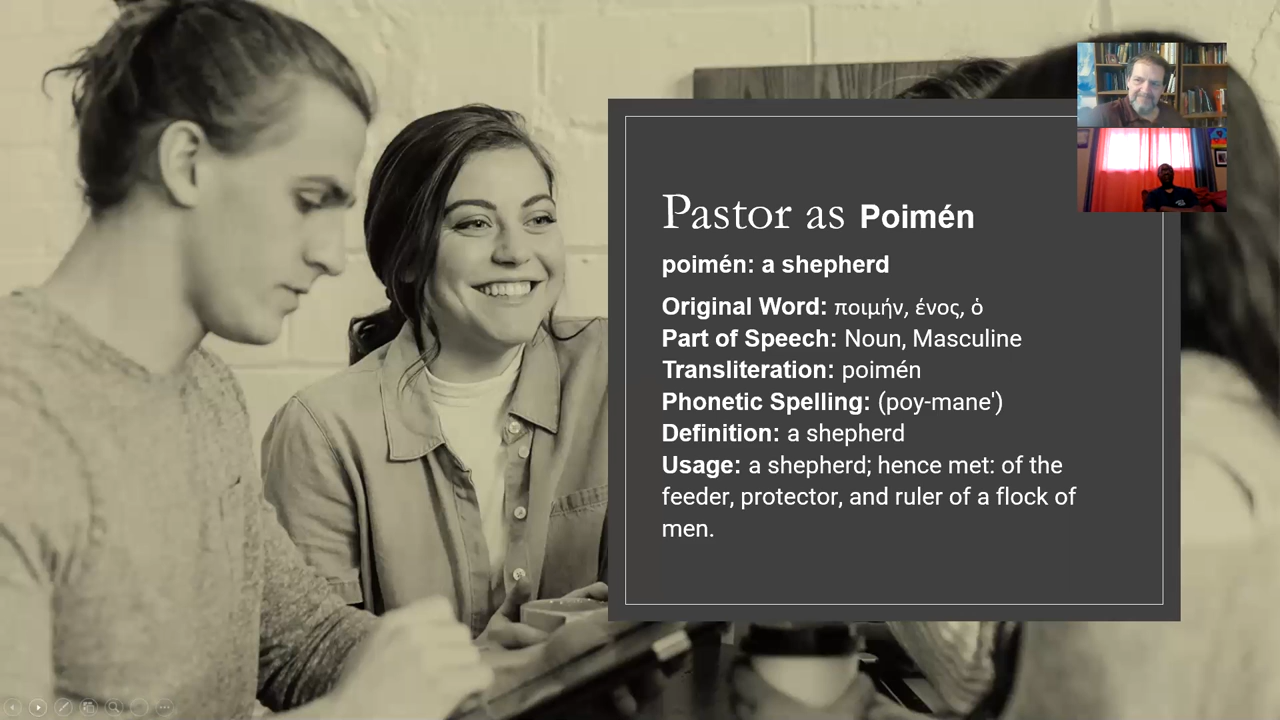 Pastor as Poimén
poimén: a shepherd
Original Word: ποιμήν, ένος, ὁ
Part of Speech: Noun, Masculine
Transliteration: poimén
Phonetic Spelling: (poy-mane')
Definition: a shepherd
Usage: a shepherd; hence met: of the
feeder, protector, and ruler of a flock of
men.